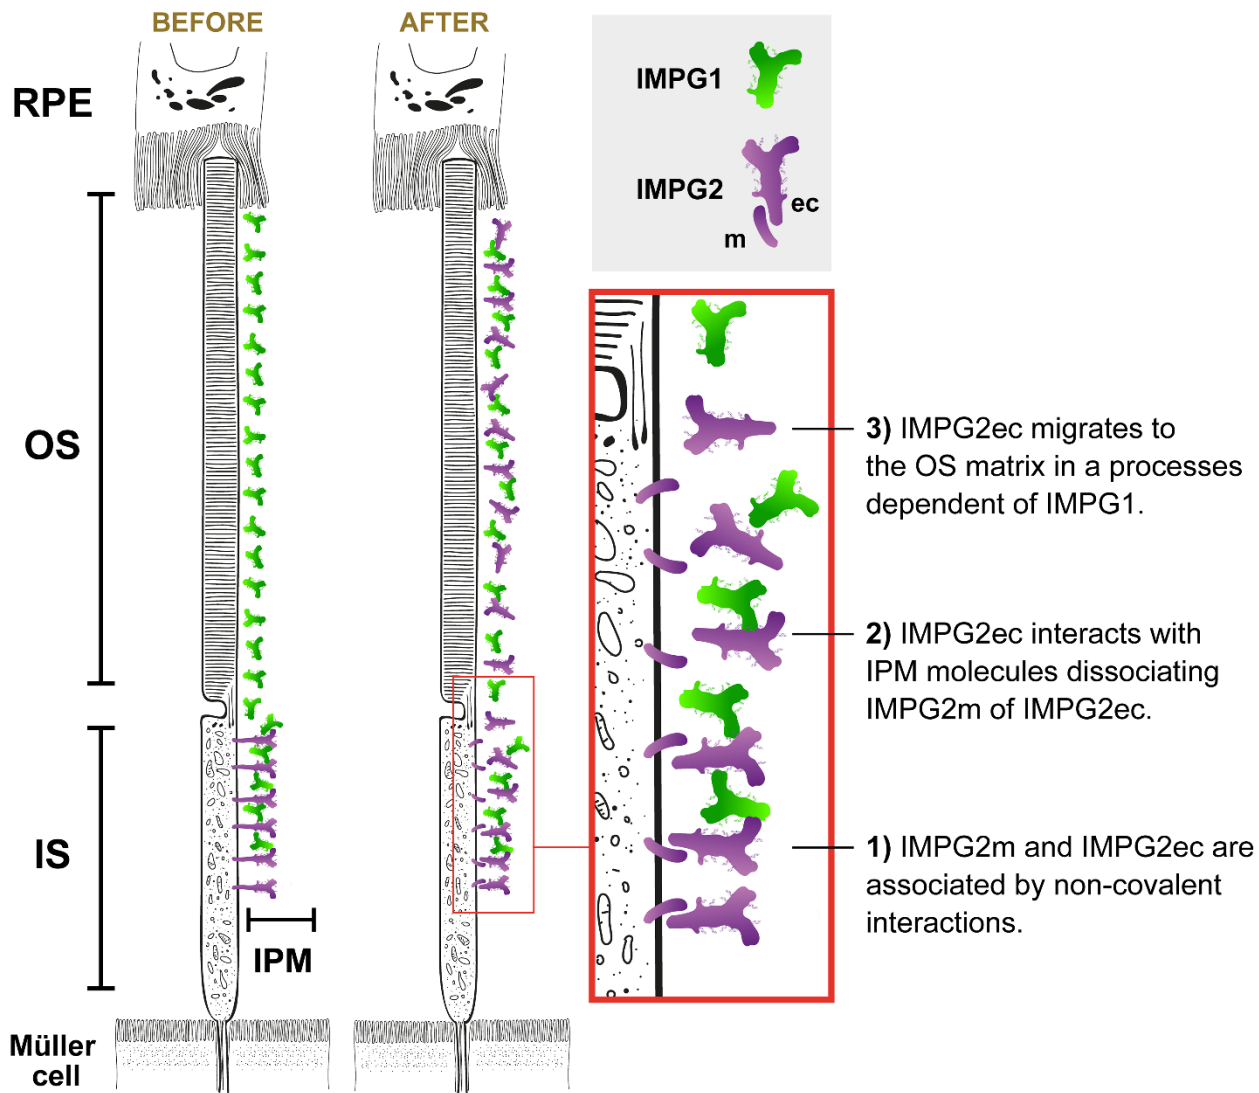 BEFORE
AFTER
RPE
OS
IS
IPM
Müller
cell
IMPG1
IMPG2
ec
m
3) IMPG2ec migrates to
the OS matrix in a processes
dependent of IMPG1.
2) IMPG2ec interacts with
IPM molecules dissociating
IMPG2m of IMPG2ec.
1) IMPG2m and IMPG2ec are
associated by non-covalent
interactions.